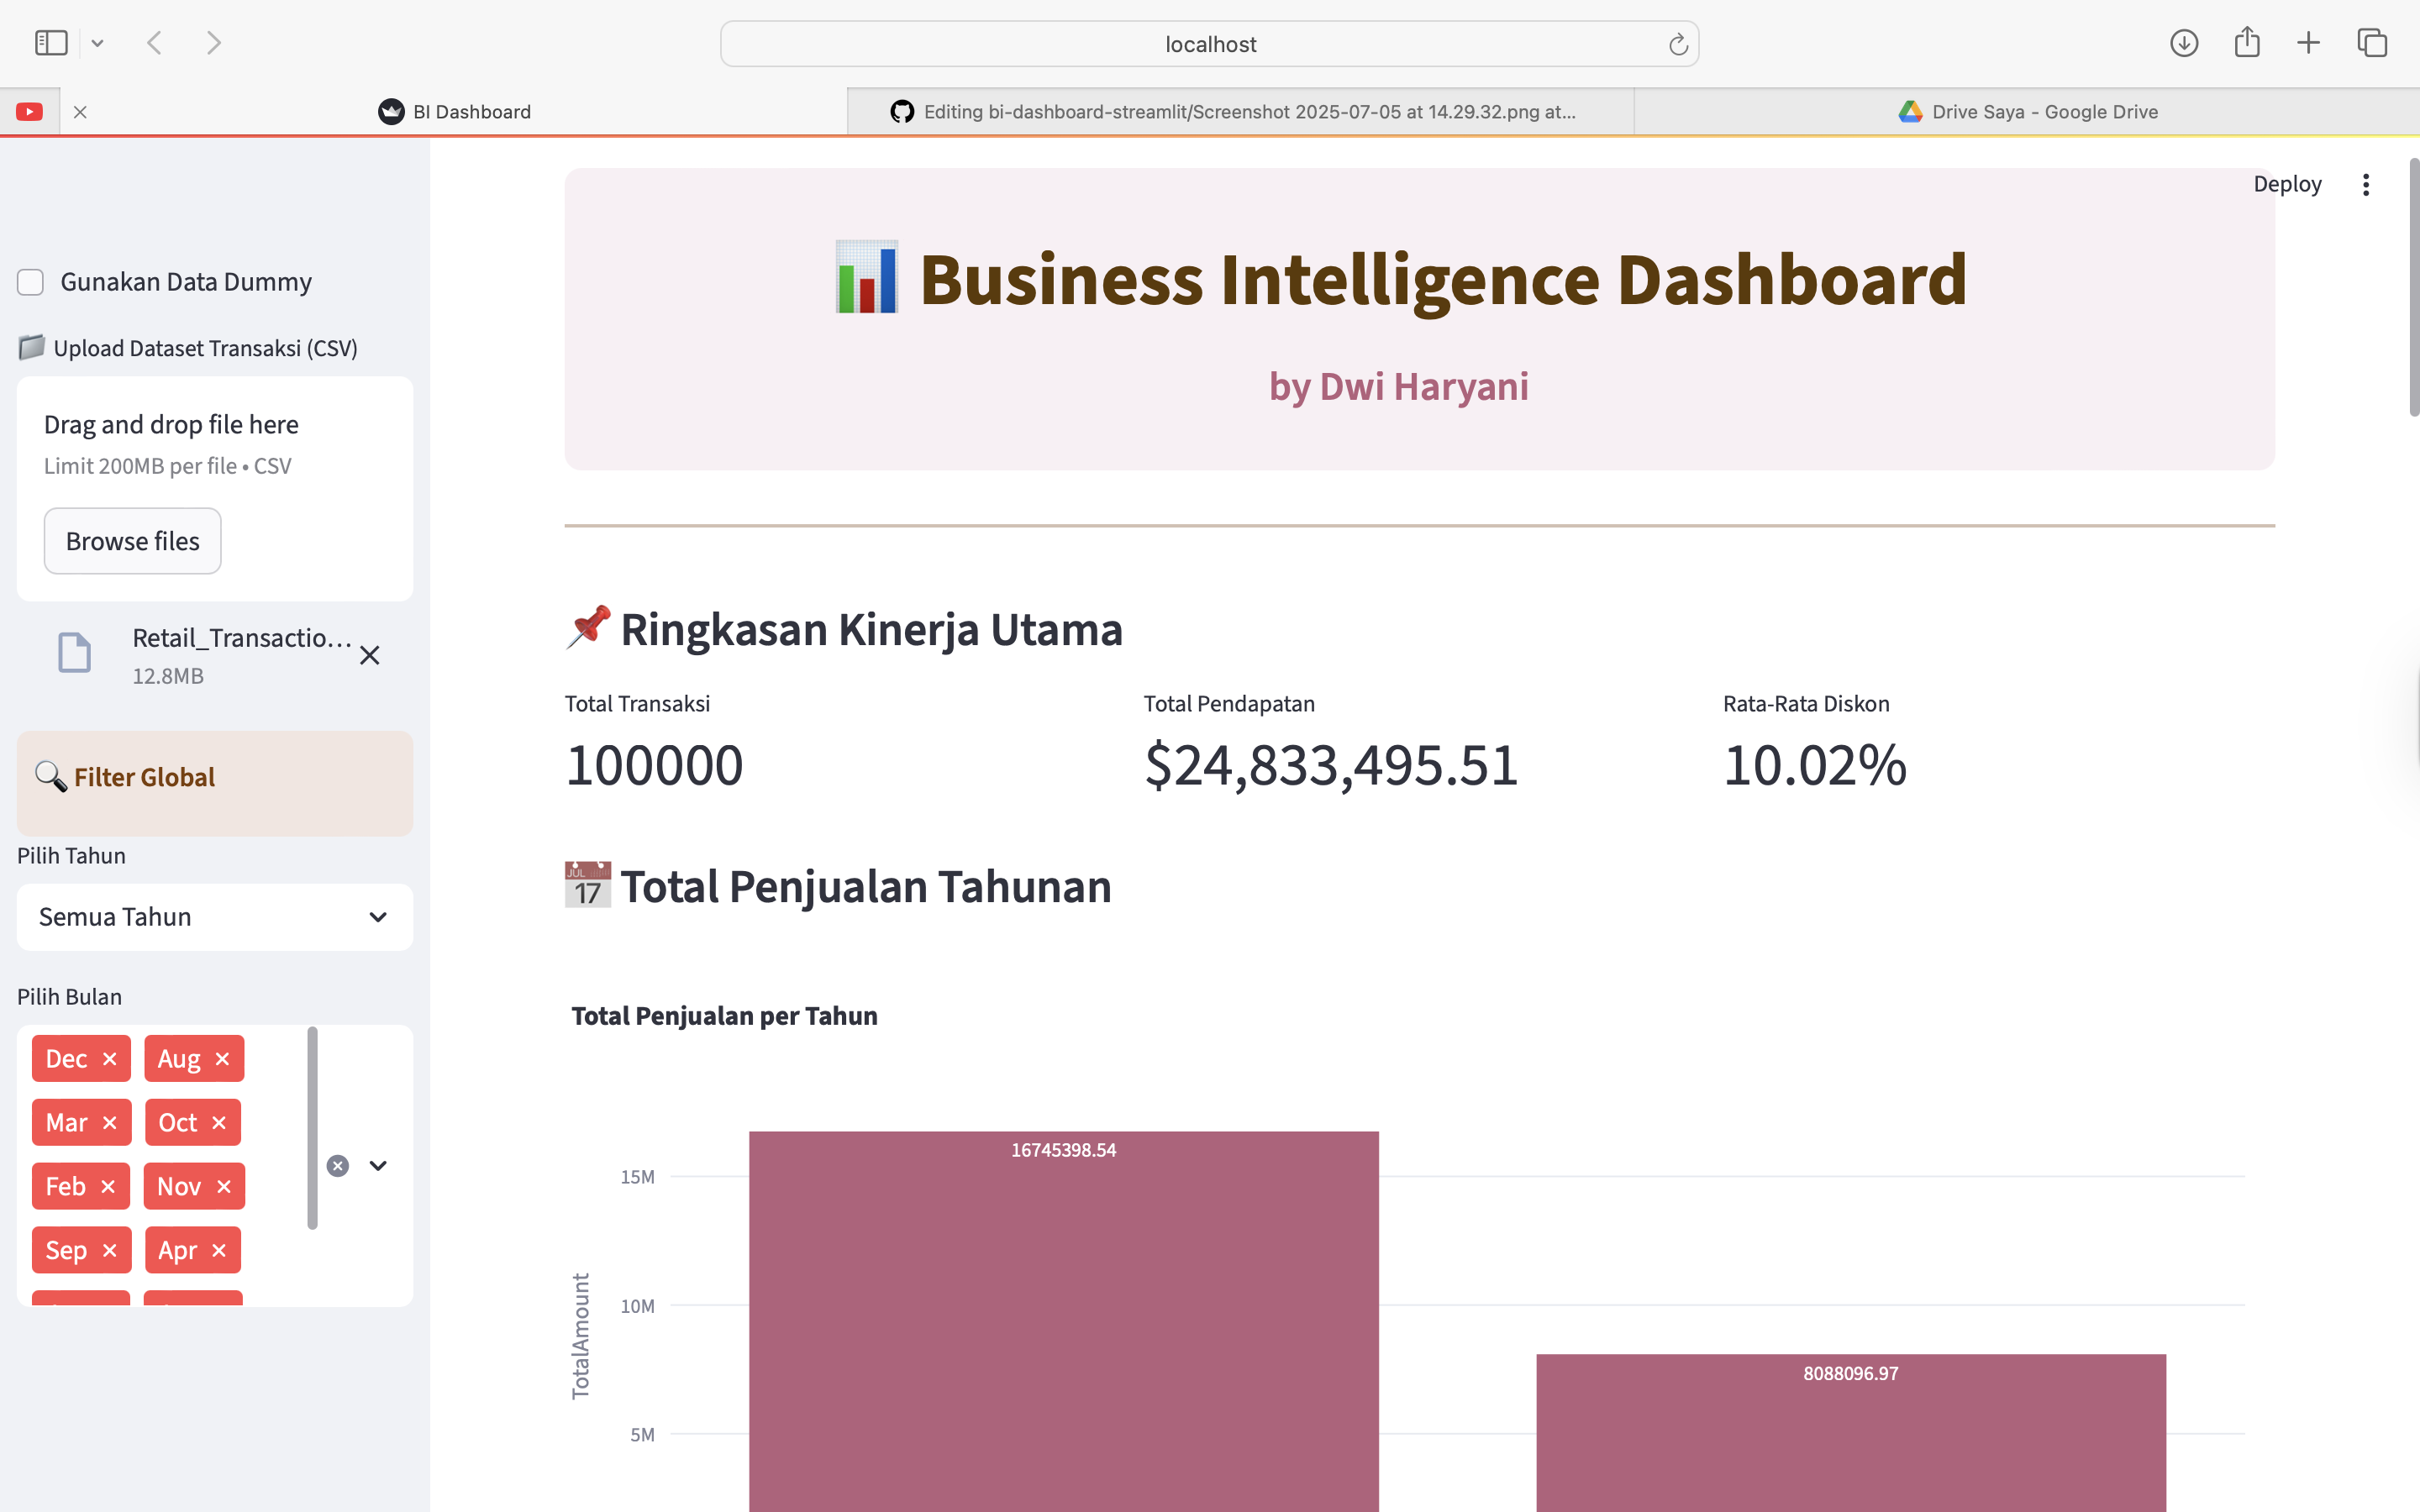 localhost
BI Dashboard
Editing bi-dashboard-streamlit/Screenshot 2025-07-05 at 14.29.32.png at...
Drive Saya - Google Drive
Deploy
Gunakan Data Dummy
Upload Dataset Transaksi (CSV)
Drag and drop file here
Limit 200MB per file • CSV
Browse files
Retail_Transactio...
12.8MB
Filter Global
Pilih Tahun
Semua Tahun
Pilih Bulan
Dec Aug
Mar Oct
Feb Nov
Sep Apr
Business Intelligence Dashboard
by Dwi Haryani
Ringkasan Kinerja Utama
Total Transaksi
100000
Total Pendapatan
$24,833,495.51
Rata-Rata Diskon
10.02%
JUL
17
Total Penjualan Tahunan
Total Penjualan per Tahun
TotalAmount
15M
10M
5M
16745398.54
8088096.97